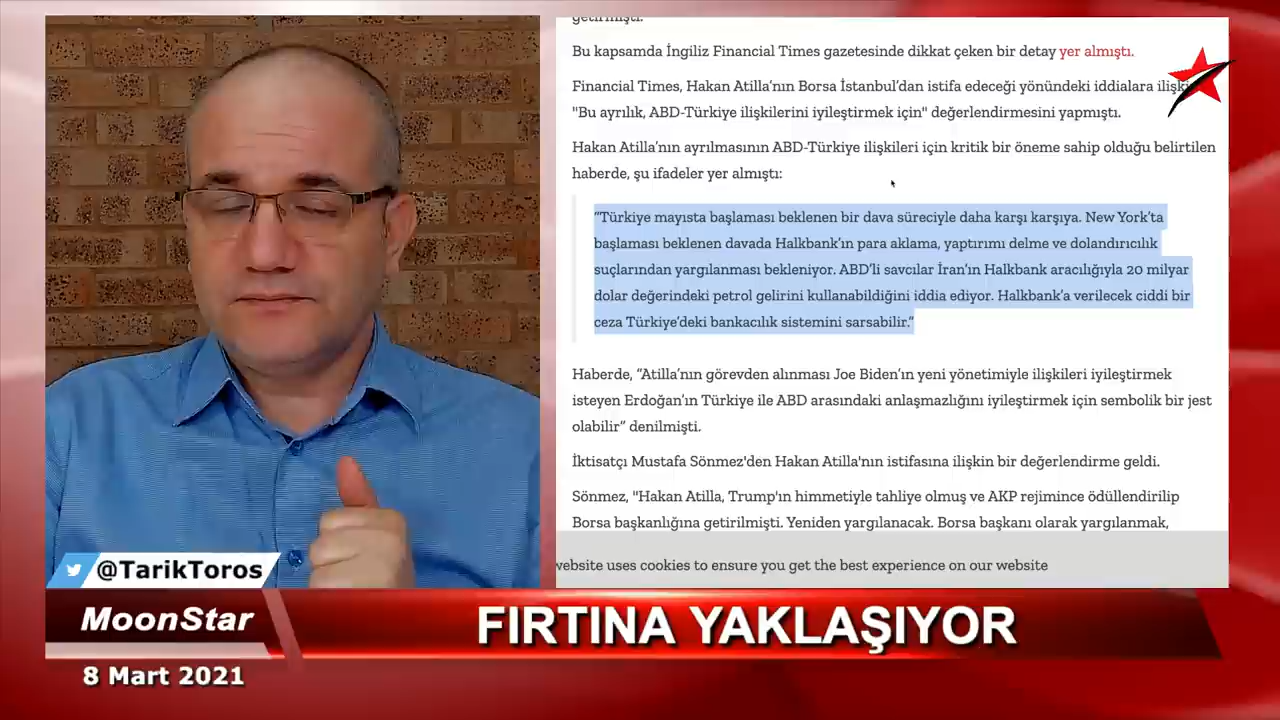 getirmişti.
Bu kapsamda İngiliz Financial Times gazetesinde dikkat çeken bir detay yer almıştı.
Financial Times, Hakan Atilla’nın Borsa İstanbul’dan istifa edeceği yönündeki iddialara ilişkin
"Bu ayrılık, ABD-Türkiye ilişkilerini iyileştirmek için" değerlendirmesini yapmıştı.
Hakan Atilla’nın ayrılmasının ABD-Türkiye ilişkileri için kritik bir öneme sahip olduğu belirtilen
haberde, şu ifadeler yer almıştı:
“Türkiye mayısta başlaması beklenen bir dava süreciyle daha karşı karşıya. New York’ta
başlaması beklenen davada Halkbank’ın para aklama, yaptırımı delme ve dolandırıcılık
suçlarından yargılanması bekleniyor. ABD’li savcılar İran’ın Halkbank aracılığıyla 20 milyar
dolar değerindeki petrol gelirini kullanabildiğini iddia ediyor. Halkbank’a verilecek ciddi bir
ceza Türkiye’deki bankacılık sistemini sarsabilir.”
Haberde, “Atilla’nın görevden alınması Joe Biden’ın yeni yönetimiyle ilişkileri iyileştirmek
isteyen Erdoğan’ın Türkiye ile ABD arasındaki anlaşmazlığını iyileştirmek için sembolik bir jest
olabilir” denilmişti.
İktisatçı Mustafa Sönmez'den Hakan Atilla'nın istifasına ilişkin bir değerlendirme geldi.
Sönmez, "Hakan Atilla, Trump'ın himmetiyle tahliye olmuş ve AKP rejimince ödüllendirilip
Borsa başkanlığına getirilmişti. Yeniden yargılanacak. Borsa başkanı olarak yargılanmak,
website uses cookies to ensure you get the best experience on our website
@TarikToros
MoonStar
FIRTINA YAKLAŞIYOR
8 Mart 2021